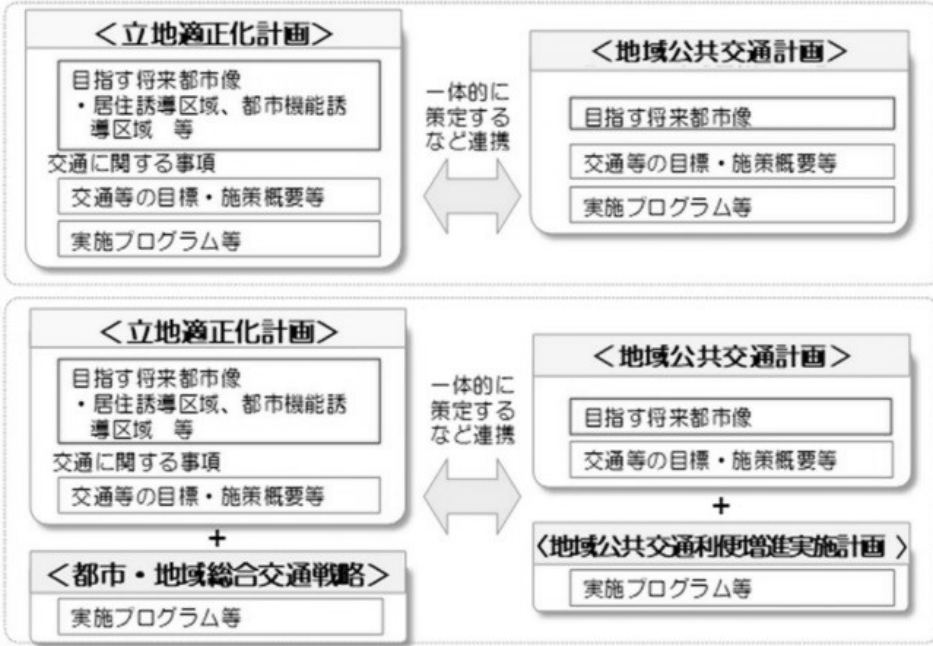 ＜立地適正化計画＞
目指す将来都市像
・居住誘導区域、都市機能誘
導区域　等
交通に関する事項
交通等の目標・施策概要等
実施プログラム等
一体的に
策定する
など連携
＜地域公共交通計画＞
目指す将来都市像
交通等の目標・施策概要等
実施プログラム等
＜立地適正化計画＞
目指す将来都市像
・居住誘導区域、都市機能誘
導区域　等
交通に関する事項
交通等の目標・施策概要等
+
＜都市・地域総合交通戦略＞
実施プログラム等
一体的に
策定する
など連携
＜地域公共交通計画＞
目指す将来都市像
交通等の目標・施策概要等
+
〈地域公共交通利便増進実施計画 〉
実施プログラム等